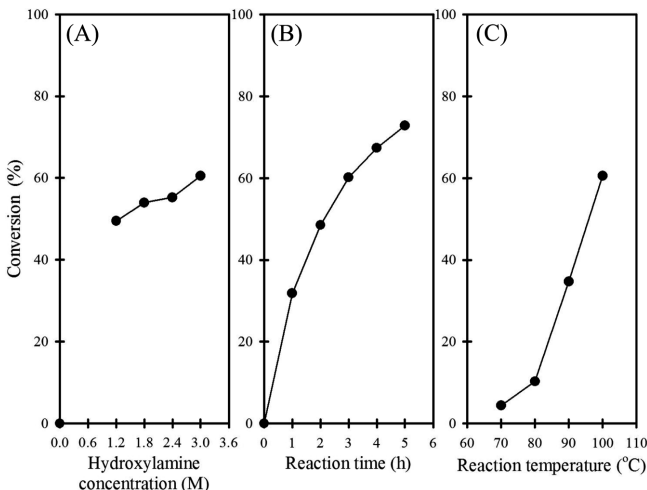 (A)
(B)
(C)
Conversion (%)
100
80
60
40
20
0
0.0 0.6 1.2 1.8 2.4 3.0 3.6
Hydroxylamine
concentration (M)
100
80
60
40
20
0
0 1 2 3 4 5 6
Reaction time (h)
100
80
60
40
20
0
60 70 80 90 100 110
Reaction temperature (°C)